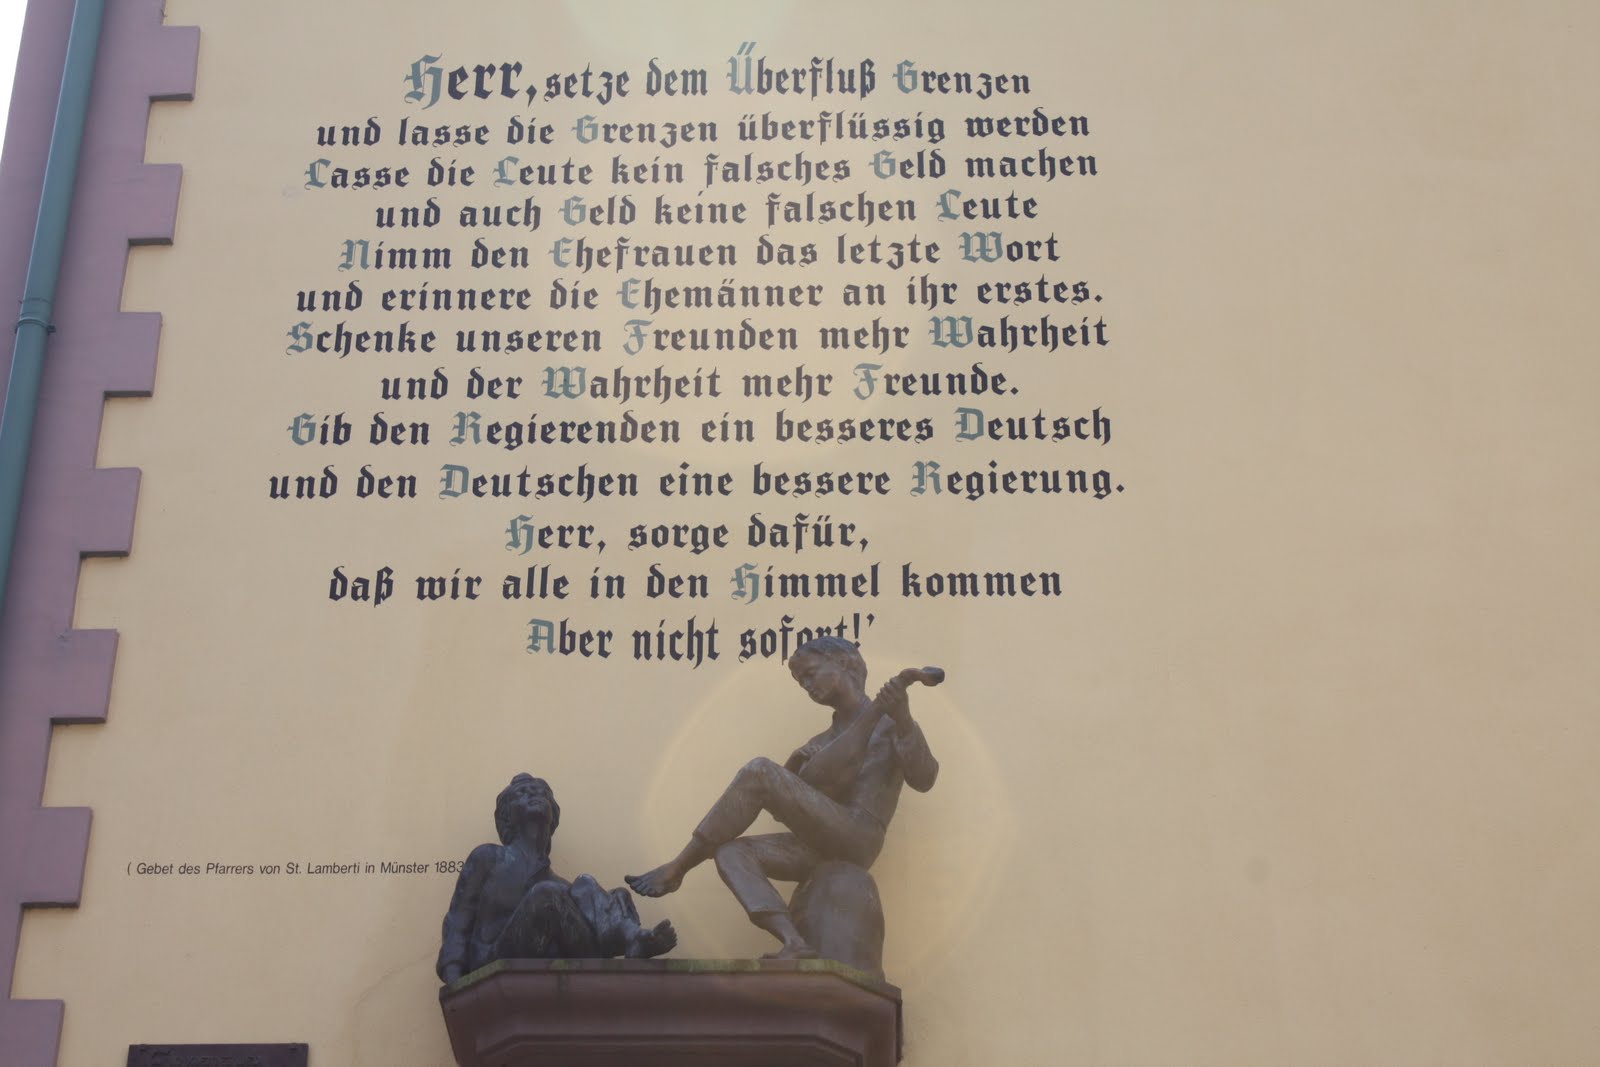 Herr, setze dem Überfluß Grenzen
und lasse die Grenzen überflüssig werden
Lasse die Leute kein falsches Geld machen
und auch Geld keine falschen Leute
Nimm den Ehefrauen das letzte Wort
und erinnere die Ehemänner an ihr erstes.
Schenke unseren Freunden mehr Wahrheit
und der Wahrheit mehr Freunde.
Gib den Regierenden ein besseres Deutsch
und den Deutschen eine bessere Regierung.
Herr, sorge dafür,
daß wir alle in den Himmel kommen
Aber nicht sofort!'
( Gebet des Pfarrers von St. Lamberti in Münster 1883